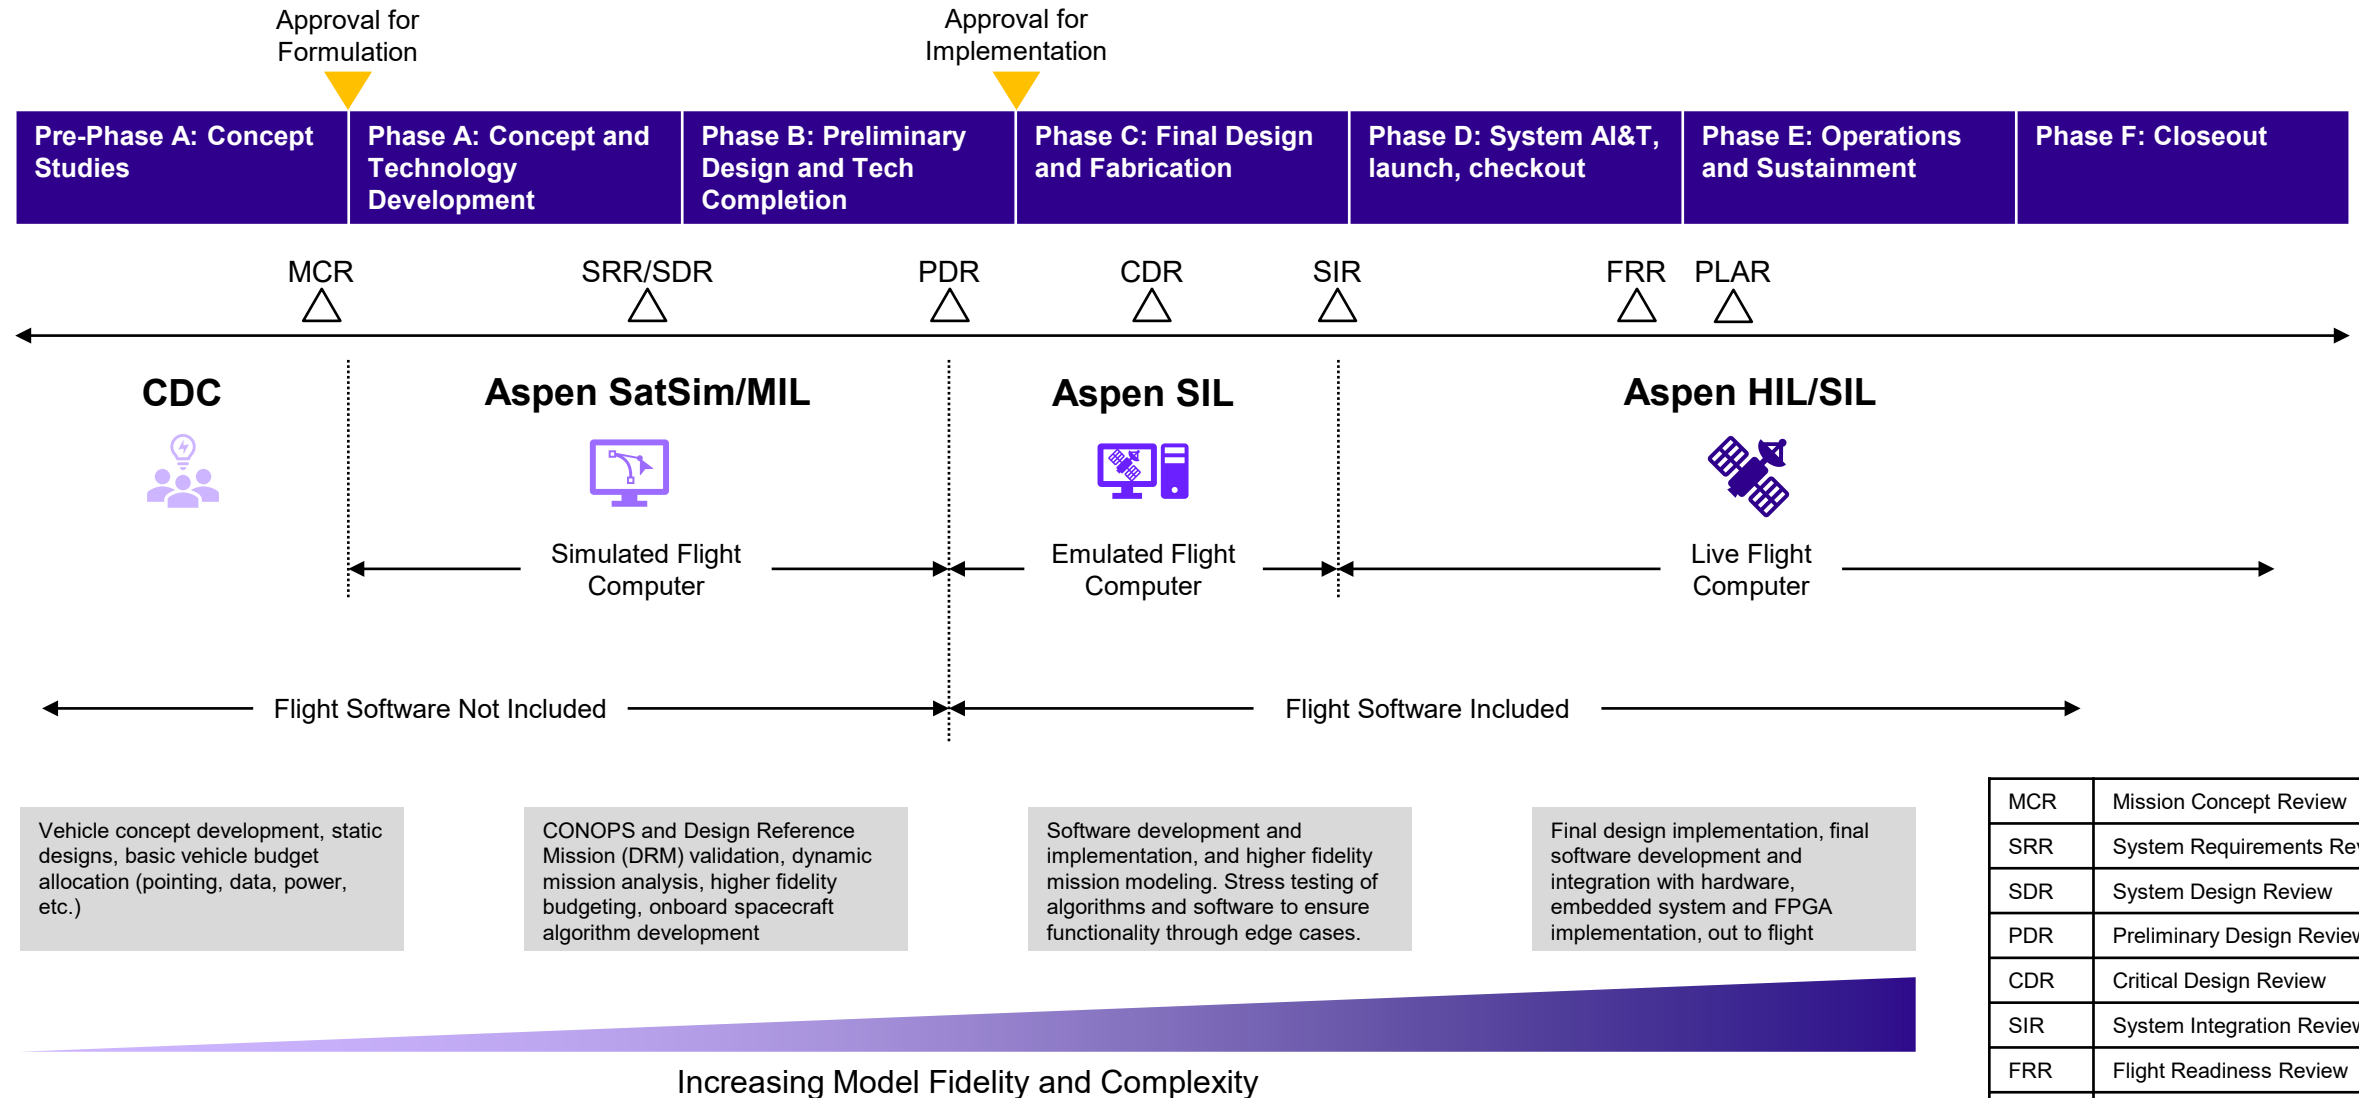 Approval for
Formulation
Approval for
Implementation
Pre-Phase A: Concept
Studies
Phase A: Concept and
Technology
Development
Phase B: Preliminary
Design and Tech
Completion
Phase C: Final Design
and Fabrication
Phase D: System AI&T,
launch, checkout
Phase E: Operations
and Sustainment
Phase F: Closeout
MCR
SRR/SDR
PDR
CDR
SIR
FRR
PLAR
CDC
Aspen SatSim/MIL
Aspen SIL
Aspen HIL/SIL
Simulated Flight
Computer
Emulated Flight
Computer
Live Flight
Computer
Flight Software Not Included
Flight Software Included
Vehicle concept development, static
designs, basic vehicle budget
allocation (pointing, data, power,
etc.)
CONOPS and Design Reference
Mission (DRM) validation, dynamic
mission analysis, higher fidelity
budgeting, onboard spacecraft
algorithm development
Software development and
implementation, and higher fidelity
mission modeling. Stress testing of
algorithms and software to ensure
functionality through edge cases.
Final design implementation, final
software development and
integration with hardware,
embedded system and FPGA
implementation, out to flight
MCR Mission Concept Review
SRR System Requirements
SDR System Design Review
PDR Preliminary Design Review
CDR Critical Design Review
SIR System Integration Review
FRR Flight Readiness Review
Increasing Model Fidelity and Complexity